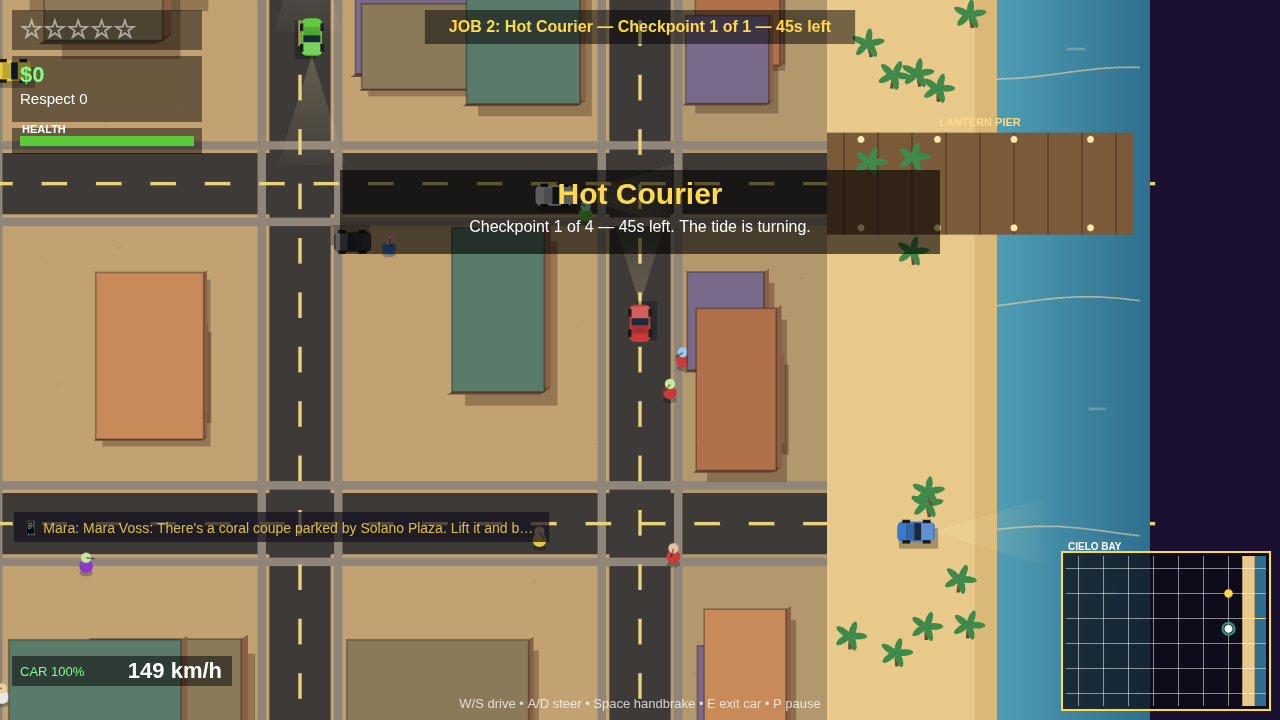 JOB 2: Hot Courier — Checkpoint 1 of 1 — 45s left
$0
Respect 0
HEALTH
LANTERN PIER
Hot Courier
Checkpoint 1 of 4 — 45s left. The tide is turning.
Mara: Mara Voss: There's a coral coupe parked by Solano Plaza. Lift it and b…
CIELO BAY
CAR 100%
149 km/h
W/S drive • A/D steer • Space handbrake • E exit car • P pause